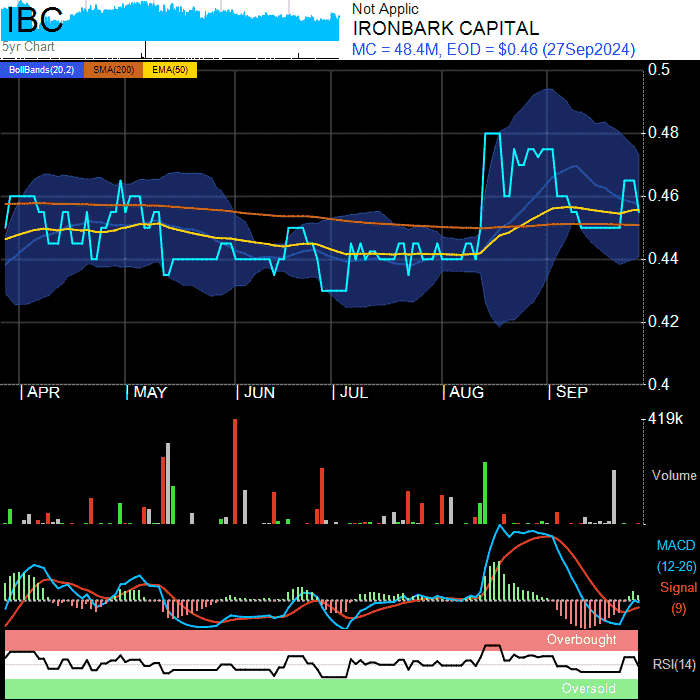 IBC
5yr Chart
Not Applic
IRONBARK CAPITAL
MC = 48.4M, EOD = $0.46 (27Sep2024)
BollBands(20,2) SMA(200) EMA(50)
0.5
0.48
0.46
0.44
0.42
0.4
APR MAY JUN JUL AUG SEP
419k
Volume
MACD
(12-26)
Signal
(9)
Overbought
RSI(14)
Oversold